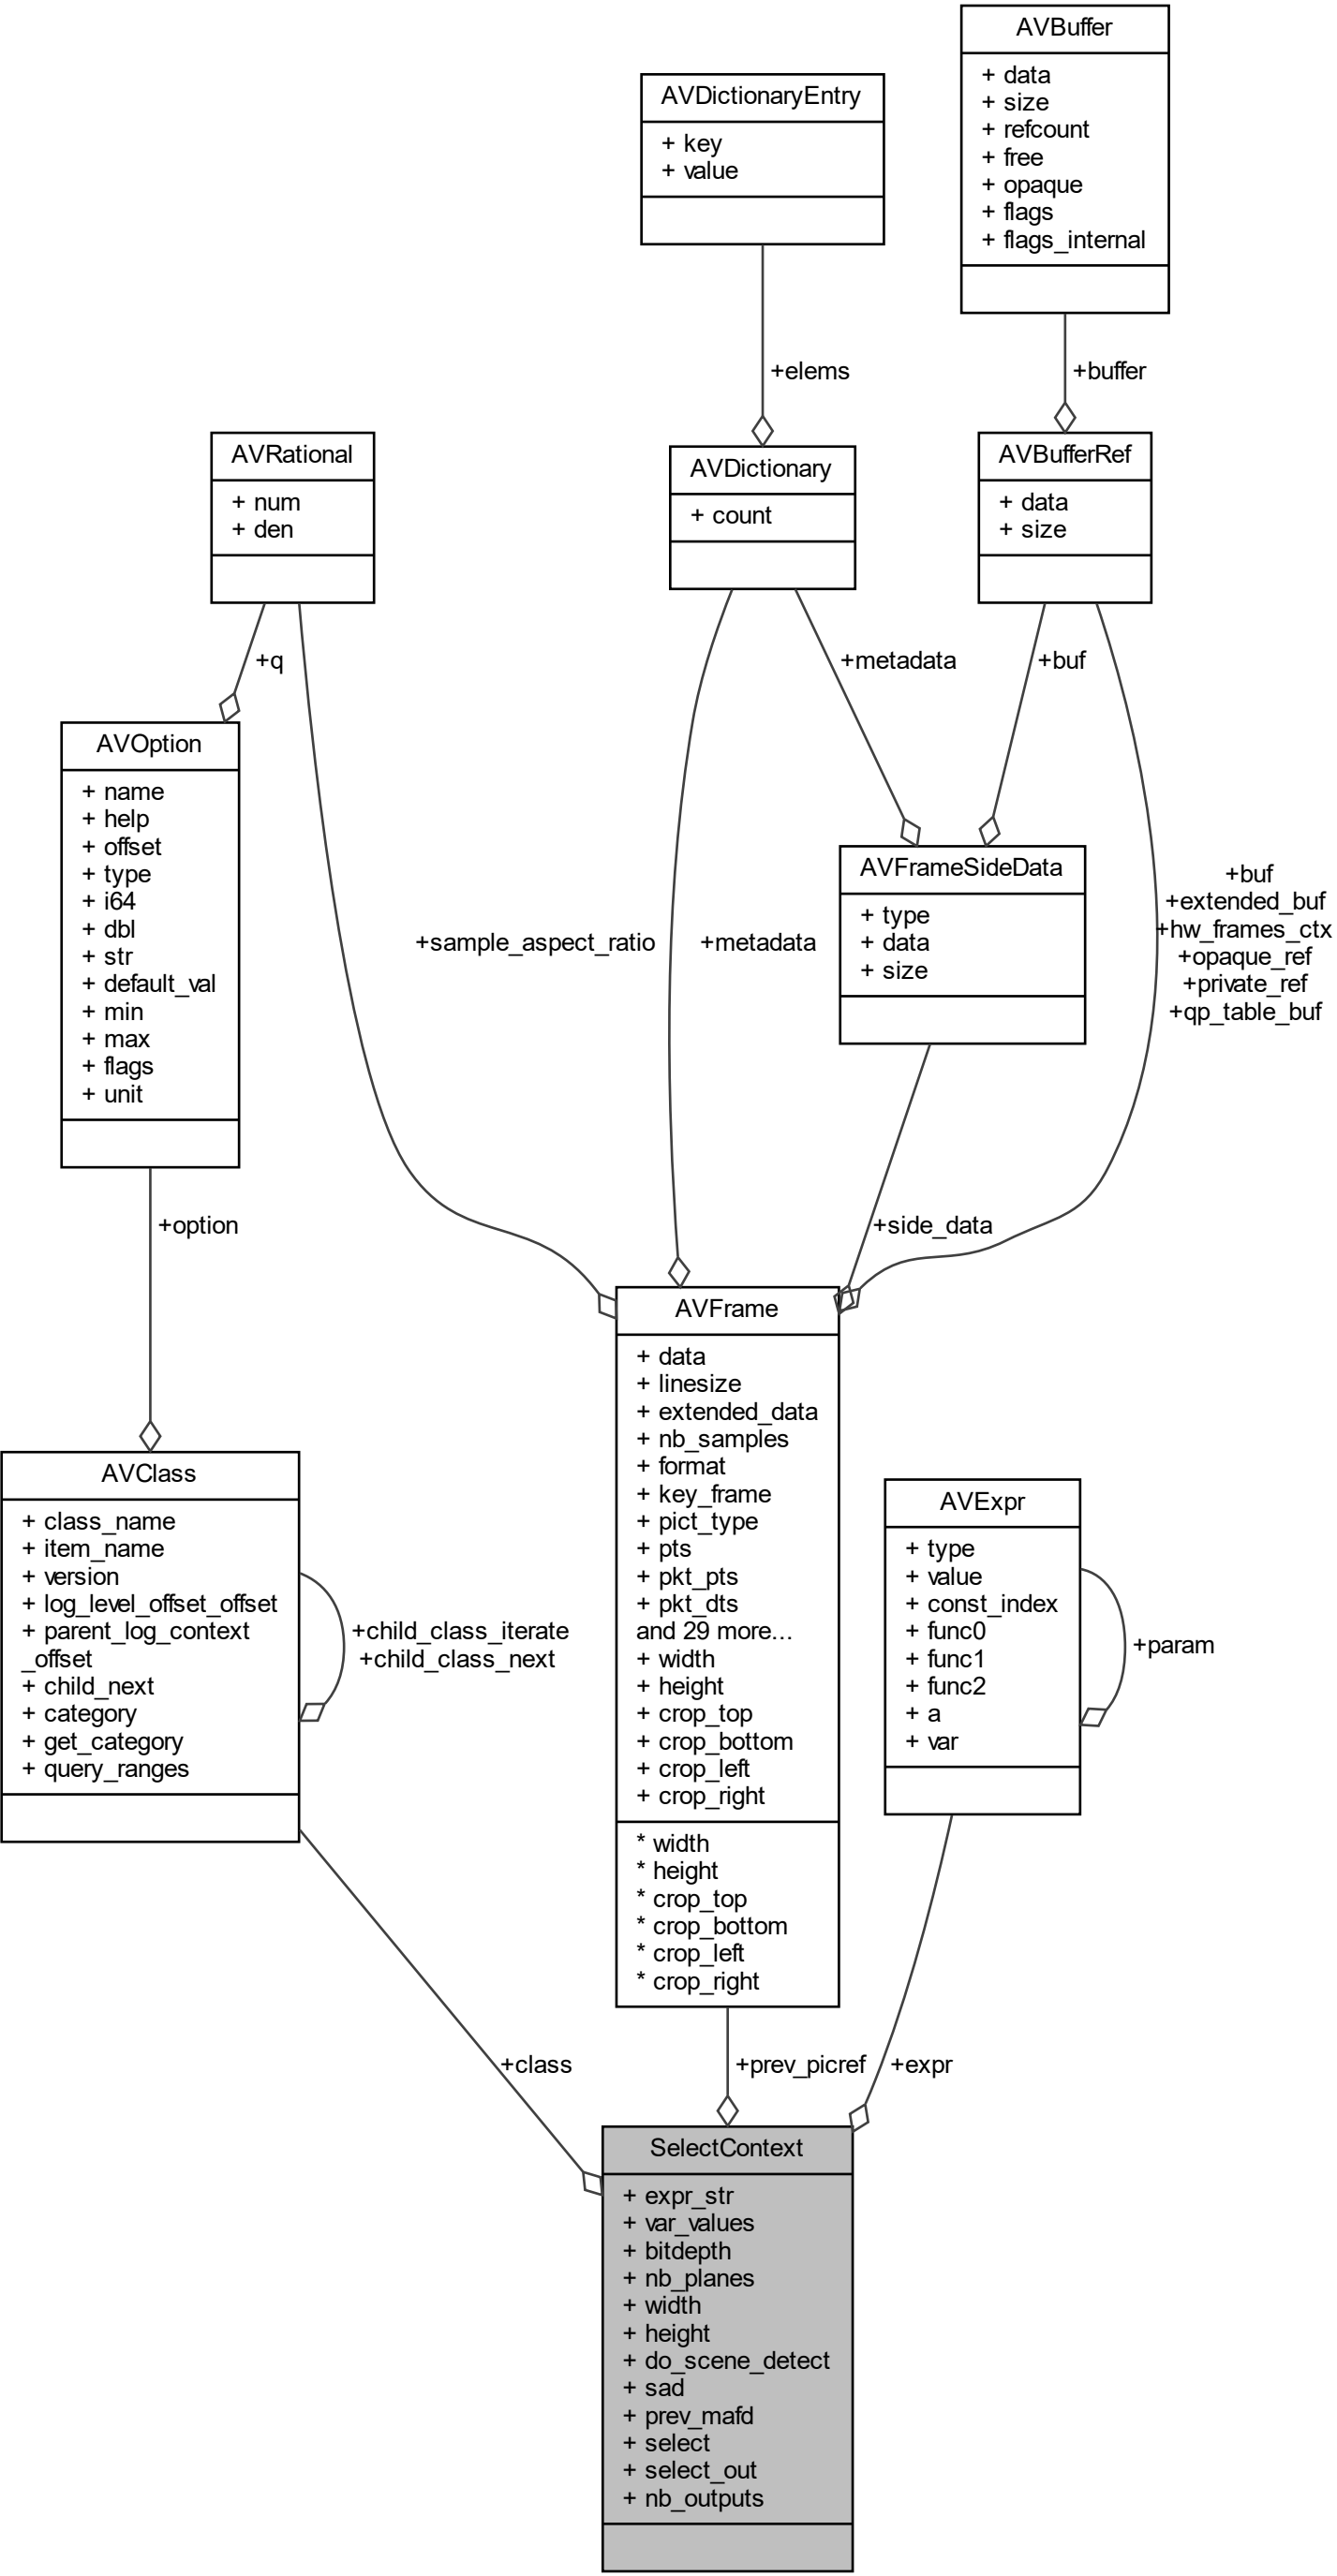 AVBuffer
+ data
+ size
+ refcount
+ free
+ opaque
+ flags
+ flags_internal
AVDictionaryEntry
+ key
+ value
+elems
+buffer
AVRational
+ num
+ den
AVDictionary
+ count
AVBufferRef
+ data
+ size
+q
+metadata
+buf
AVOption
+ name
+ help
+ offset
+ type
+ i64
+ dbl
+ str
+ default_val
+ min
+ max
+ flags
+ unit
AVFrameSideData
+ type
+ data
+ size
+sample_aspect_ratio
+metadata
+buf
+extended_buf
+hw_frames_ctx
+opaque_ref
+private_ref
+qp_table_buf
+option
+side_data
AVFrame
+ data
+ linesize
+ extended_data
+ nb_samples
+ format
+ key_frame
+ pict_type
+ pts
+ pkt_pts
+ pkt_dts
and 29 more...
+ width
+ height
+ crop_top
+ crop_bottom
+ crop_left
+ crop_right
* width
* height
* crop_top
* crop_bottom
* crop_left
* crop_right
AVClass
+ class_name
+ item_name
+ version
+ log_level_offset_offset
+ parent_log_context
_offset
+ child_next
+ category
+ get_category
+ query_ranges
+child_class_iterate
+child_class_next
AVExpr
+ type
+ value
+ const_index
+ func0
+ func1
+ func2
+ a
+ var
+param
+class
+prev_picref
+expr
SelectContext
+ expr_str
+ var_values
+ bitdepth
+ nb_planes
+ width
+ height
+ do_scene_detect
+ sad
+ prev_mafd
+ select
+ select_out
+ nb_outputs